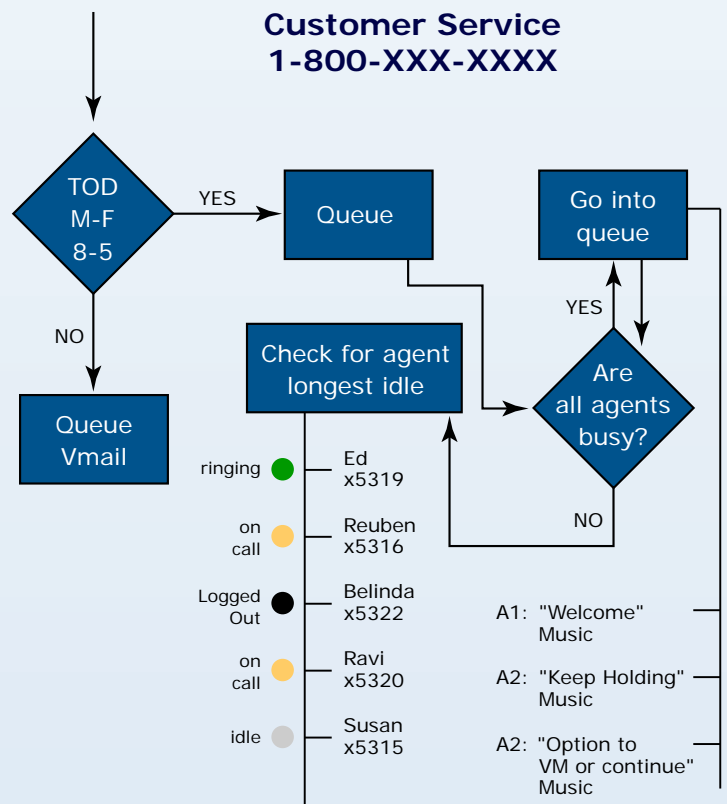 Customer Service
1-800-XXX-XXXX
TOD
M-F
8-5
YES
Queue
Go into
queue
NO
YES
Queue
Vmail
Check for agent
longest idle
Are
all agents
busy?
NO
ringing
Ed
x5319
on
call
Reuben
x5316
Logged
Out
Belinda
x5322
on
call
Ravi
x5320
idle
Susan
x5315
A1: "Welcome"
Music
A2: "Keep Holding"
Music
A2: "Option to
VM or continue"
Music